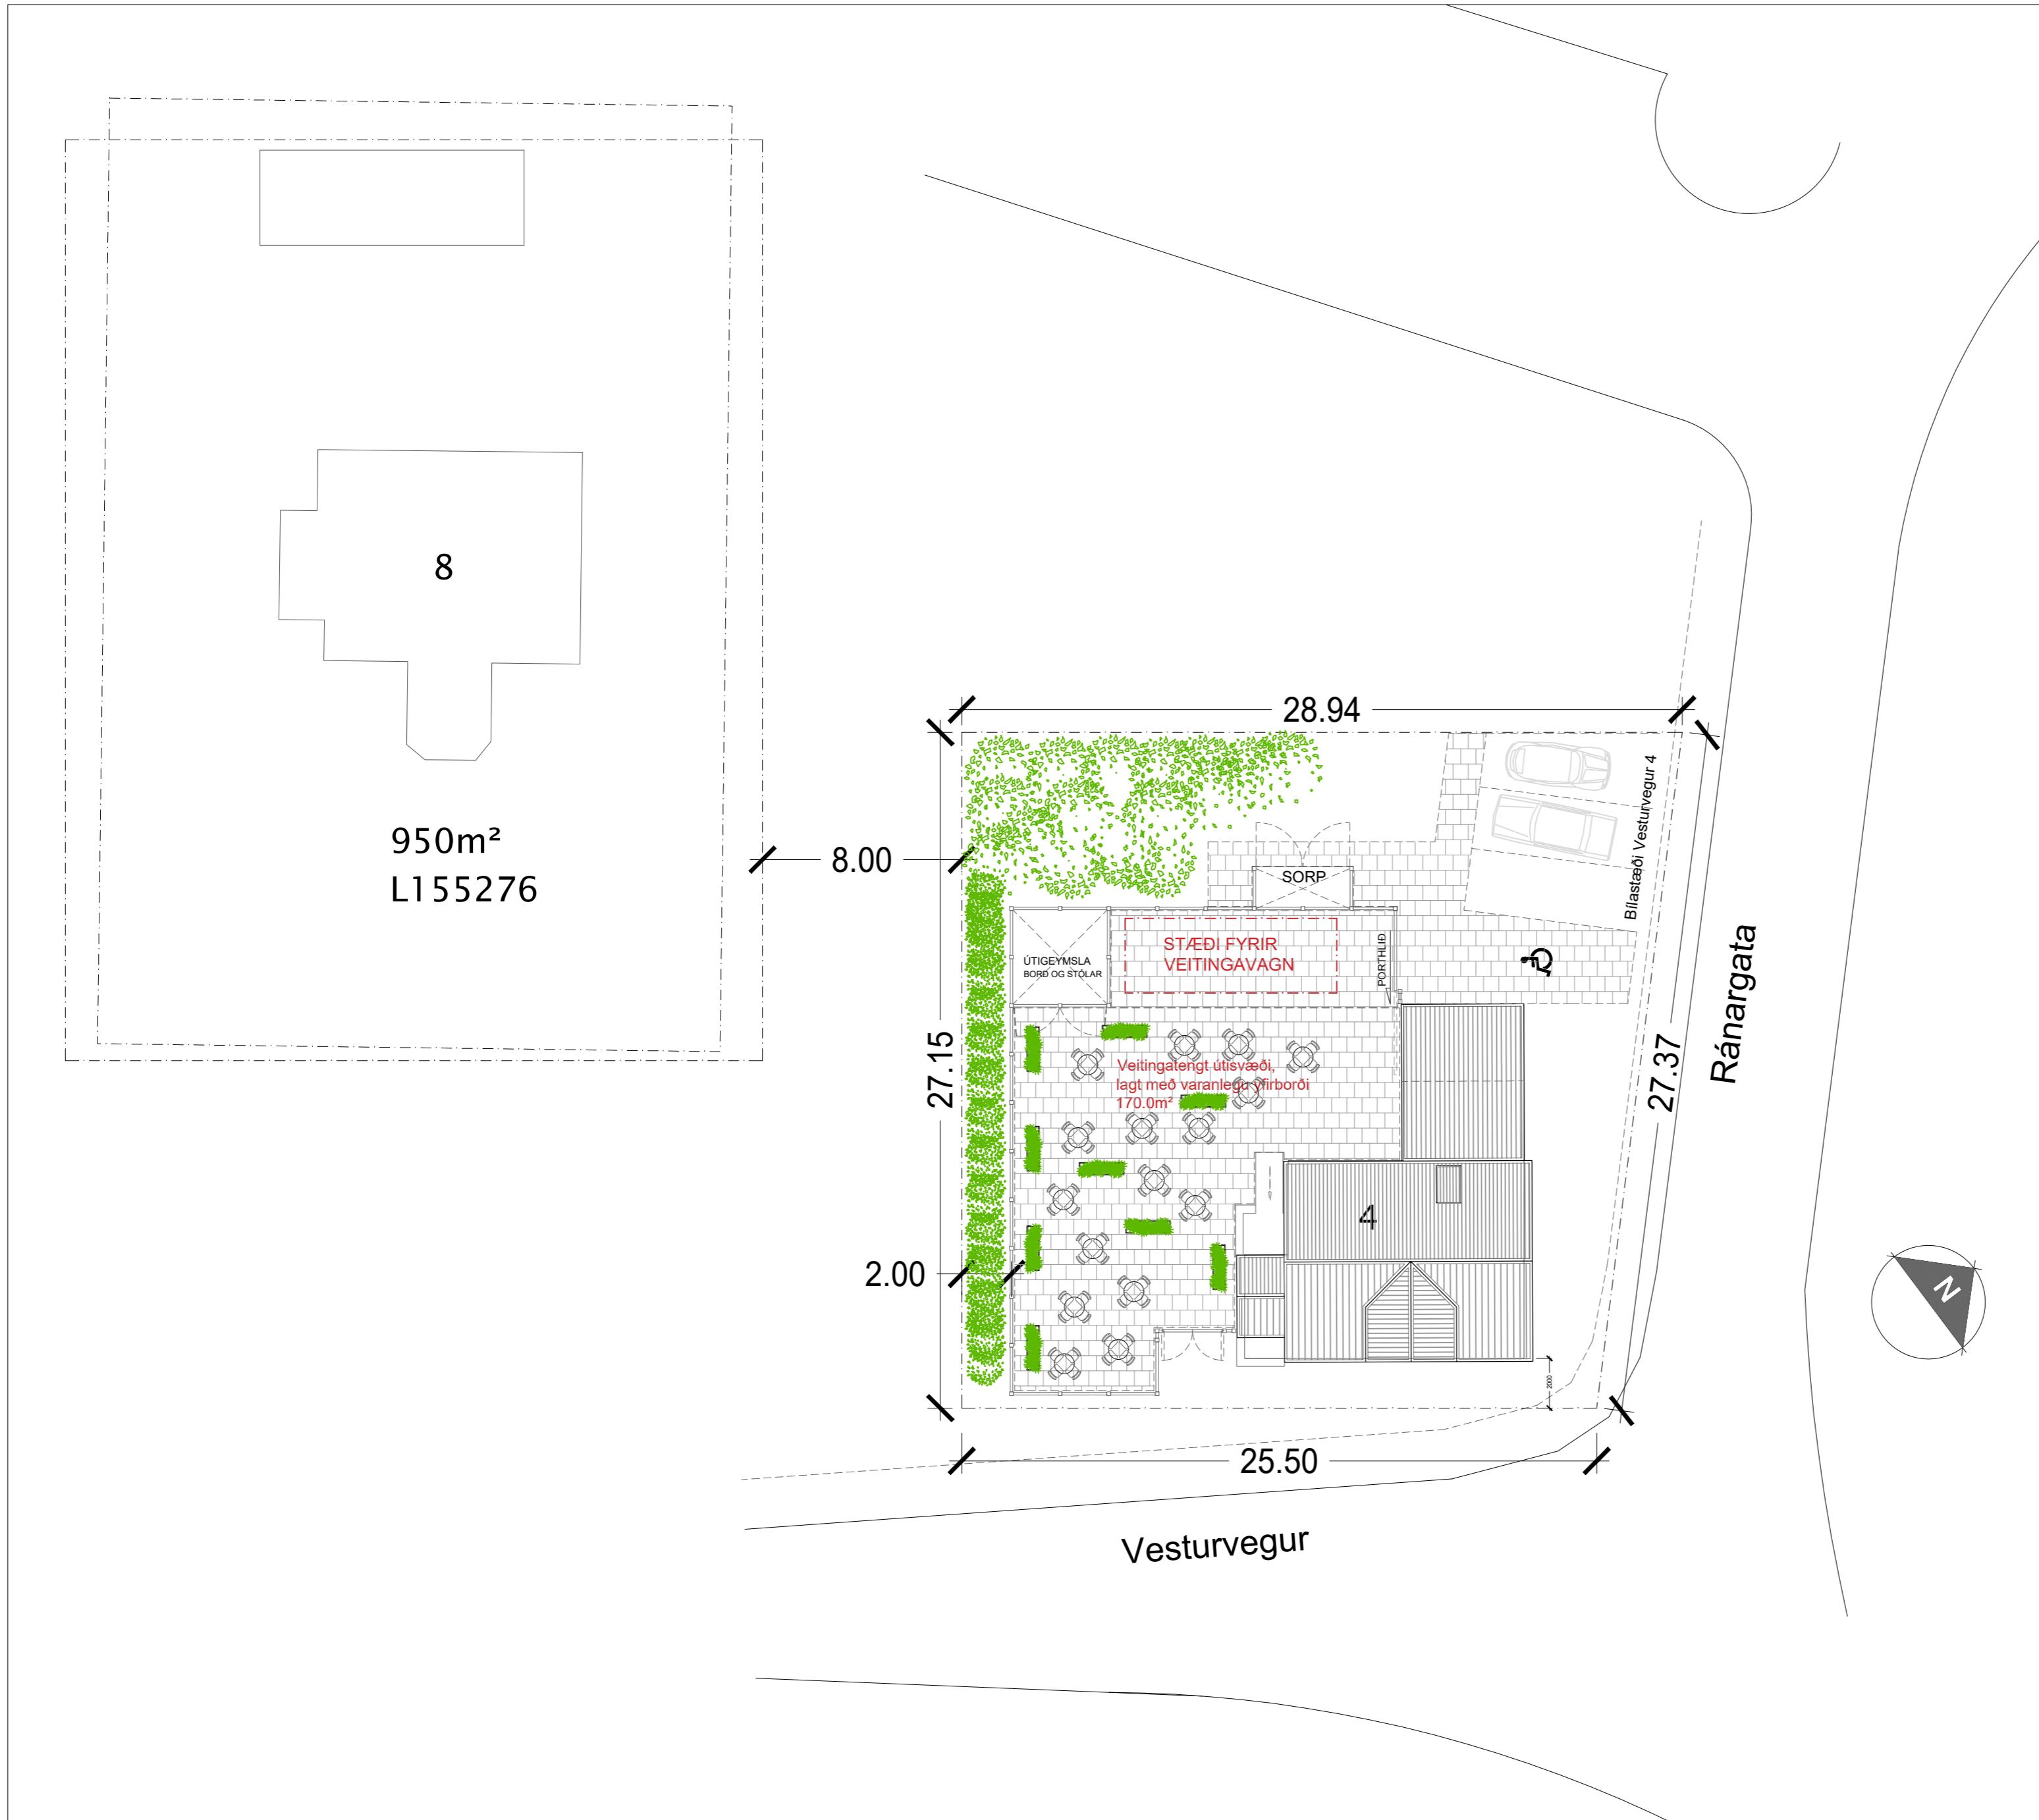 8
950m²
L155276
28.94
8.00
27.15
2.00
25.50
27.37
2000
SORP
Bílastæði Vesturvegur 4
STÆÐI FYRIR
VEITINGAVAGN
PORTHLIÐ
ÚTIGEYMSLA
BORÐ OG STÓLAR
Veitingatengt útisvæði,
lagt með varanlegu yfirborði
170.0m²
4
Ránargata
Vesturvegur
N